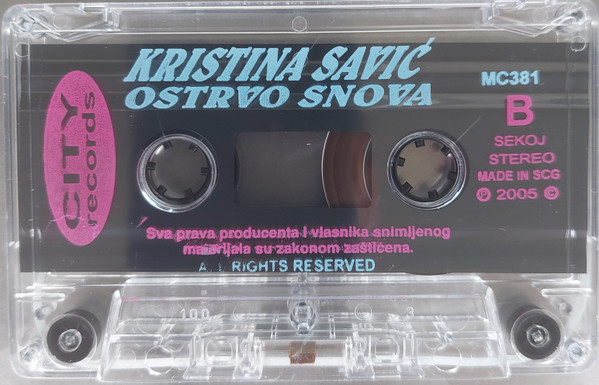 KRISTINA SAVIĆ
OSTRVO SNOVA
CITY
records
MC381
B
SEKOJ
STEREO
MADE IN SCG
℗ 2005 ©
Sva prava producenta i vlasnika snimljenog
materijala su zakonom zaštićena.
ALL RIGHTS RESERVED
100